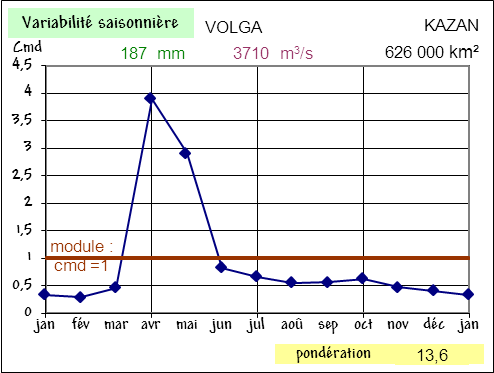 Variabilité saisonnière VOLGA KAZAN
Cmd 187 mm 3710 m³/s 626 000 km²
4,5
4
3,5
3
2,5
2
1,5
module :
1
cmd =1
0,5
0
jan fév mar avr mai jun jul aoû sep oct nov déc jan
pondération 13,6